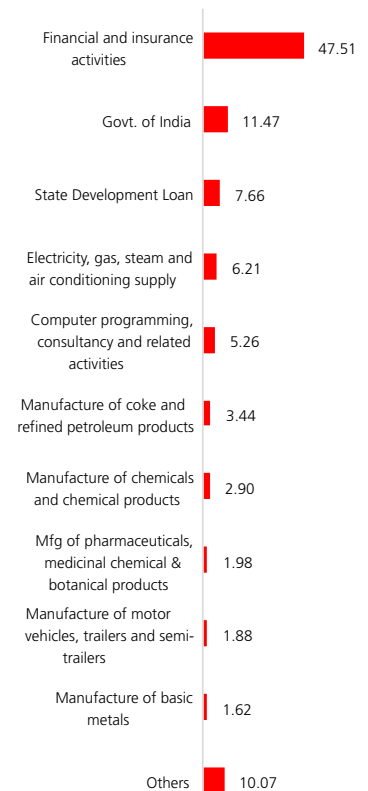 Financial and insurance
activities
47.51
Govt. of India
11.47
State Development Loan
7.66
Electricity, gas, steam and
air conditioning supply
6.21
Computer programming,
consultancy and related
activities
5.26
Manufacture of coke and
refined petroleum products
3.44
Manufacture of chemicals
and chemical products
2.90
Mfg of pharmaceuticals,
medicinal chemical &
botanical products
1.98
Manufacture of motor
vehicles, trailers and semi-
trailers
1.88
Manufacture of basic
metals
1.62
Others
10.07